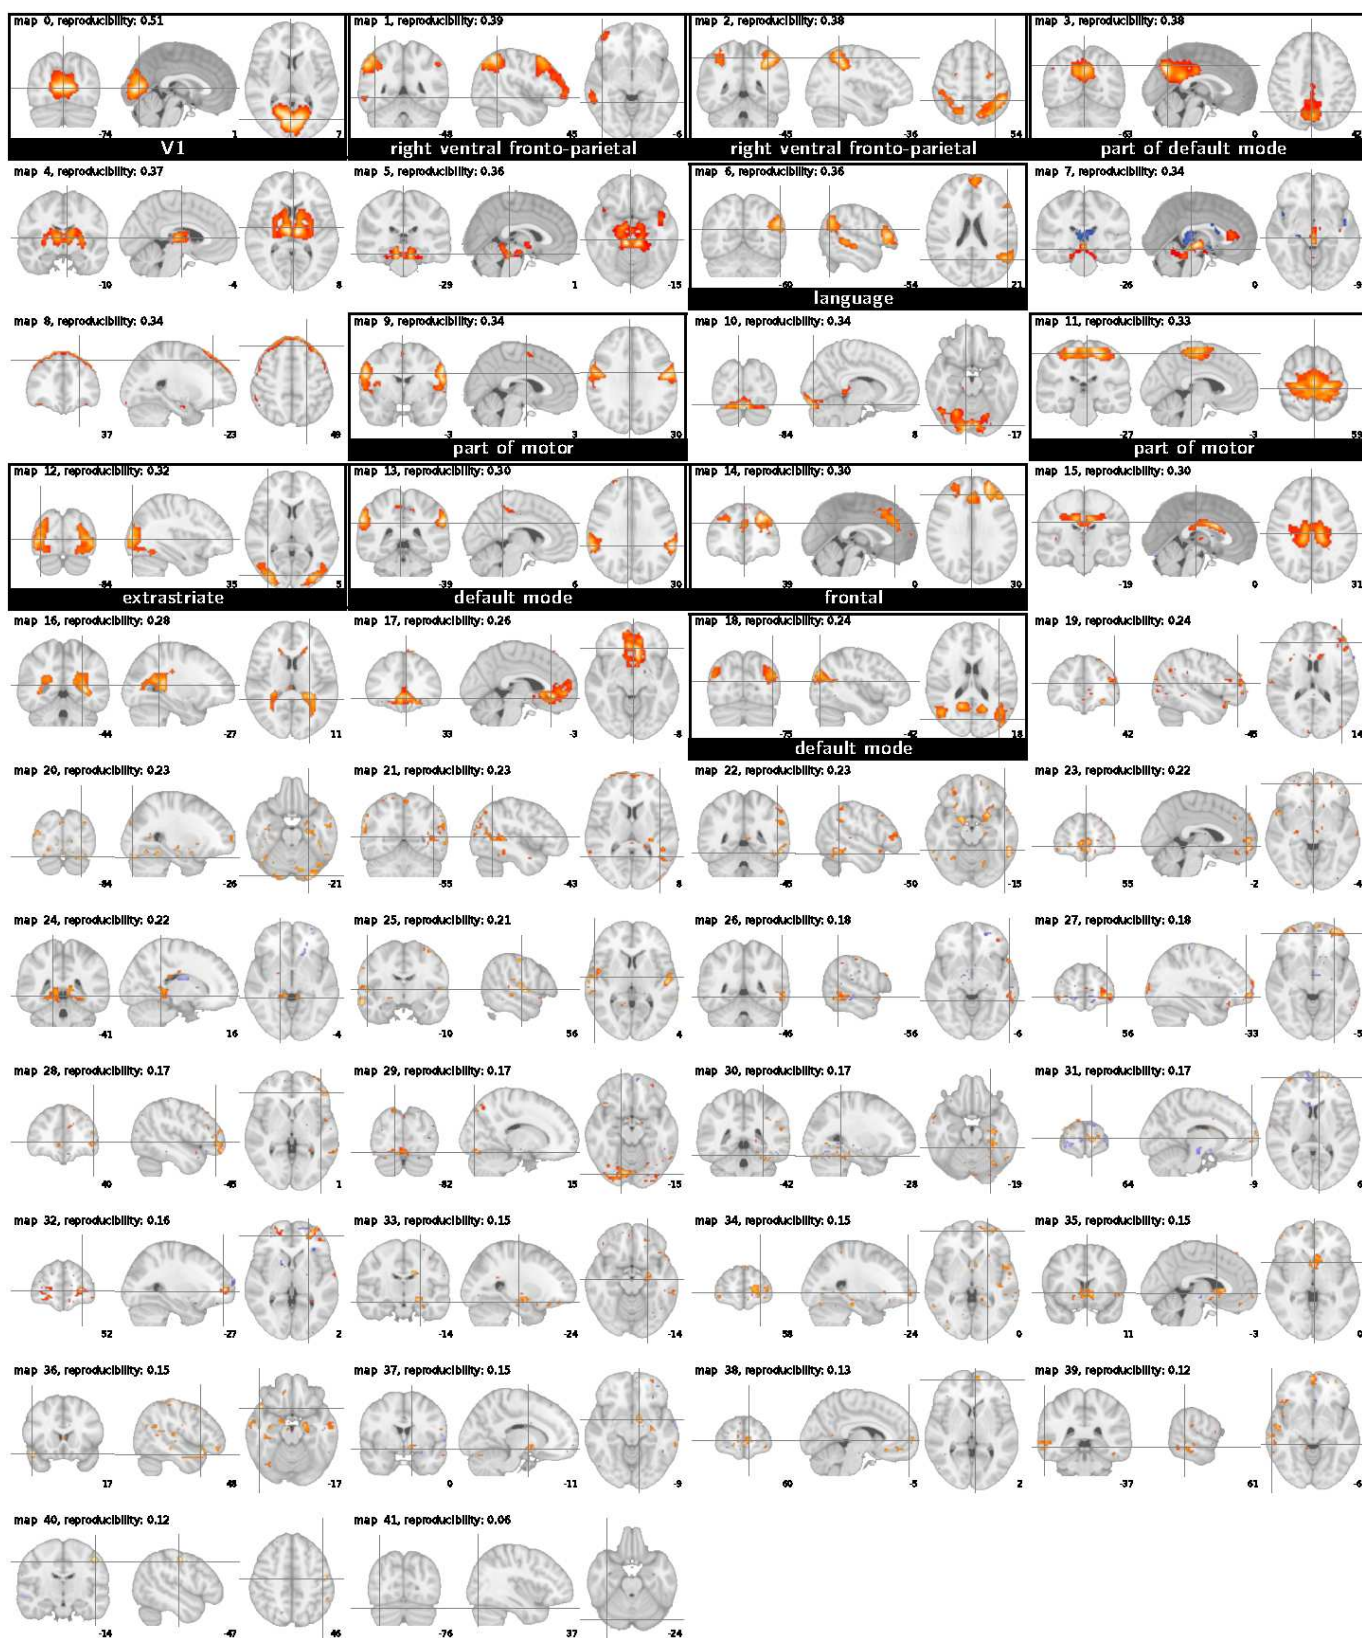 map 0, reproducibility: 0.51
-74 1 7
V1
map 1, reproducibility: 0.39
-48 45 -6
right ventral fronto-parietal
map 2, reproducibility: 0.38
-45 -36 54
right ventral fronto-parietal
map 3, reproducibility: 0.38
-63 0 42
part of default mode
map 4, reproducibility: 0.37
-10 -4 8
map 5, reproducibility: 0.36
-29 1 -15
map 6, reproducibility: 0.36
-60 -54 21
language
map 7, reproducibility: 0.34
-26 0 -9
map 8, reproducibility: 0.34
37 -23 49
map 9, reproducibility: 0.34
-3 3 30
part of motor
map 10, reproducibility: 0.34
-84 8 -17
map 11, reproducibility: 0.33
-27 -3 59
part of motor
map 12, reproducibility: 0.32
-84 35 5
extrastriate
map 13, reproducibility: 0.30
-39 6 30
default mode
map 14, reproducibility: 0.30
39 0 30
frontal
map 15, reproducibility: 0.30
-19 0 31
map 16, reproducibility: 0.28
-44 -27 11
map 17, reproducibility: 0.26
33 -3 -8
map 18, reproducibility: 0.24
-75 -42 18
default mode
map 19, reproducibility: 0.24
42 -45 14
map 20, reproducibility: 0.23
-84 -26 -21
map 21, reproducibility: 0.23
-55 -43 8
map 22, reproducibility: 0.23
-45 -50 -15
map 23, reproducibility: 0.22
55 -2 -4
map 24, reproducibility: 0.22
-41 16 -4
map 25, reproducibility: 0.21
-10 56 4
map 26, reproducibility: 0.18
-46 -56 -6
map 27, reproducibility: 0.18
56 -33 -5
map 28, reproducibility: 0.17
40 -45 1
map 29, reproducibility: 0.17
-82 15 -15
map 30, reproducibility: 0.17
-42 -28 -19
map 31, reproducibility: 0.17
64 -9 6
map 32, reproducibility: 0.16
52 -27 2
map 33, reproducibility: 0.15
-14 -24 -14
map 34, reproducibility: 0.15
58 -24 0
map 35, reproducibility: 0.15
11 -3 0
map 36, reproducibility: 0.15
17 48 -17
map 37, reproducibility: 0.15
0 -11 -9
map 38, reproducibility: 0.13
60 -5 2
map 39, reproducibility: 0.12
-37 61 -6
map 40, reproducibility: 0.12
-14 -47 46
map 41, reproducibility: 0.06
-76 37 -24